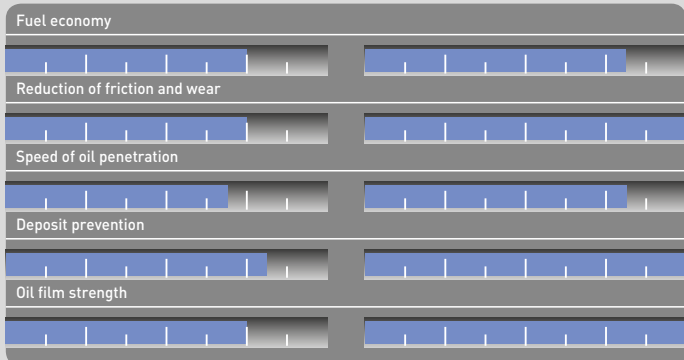 Fuel economy
Reduction of friction and wear
Speed of oil penetration
Deposit prevention
Oil film strength